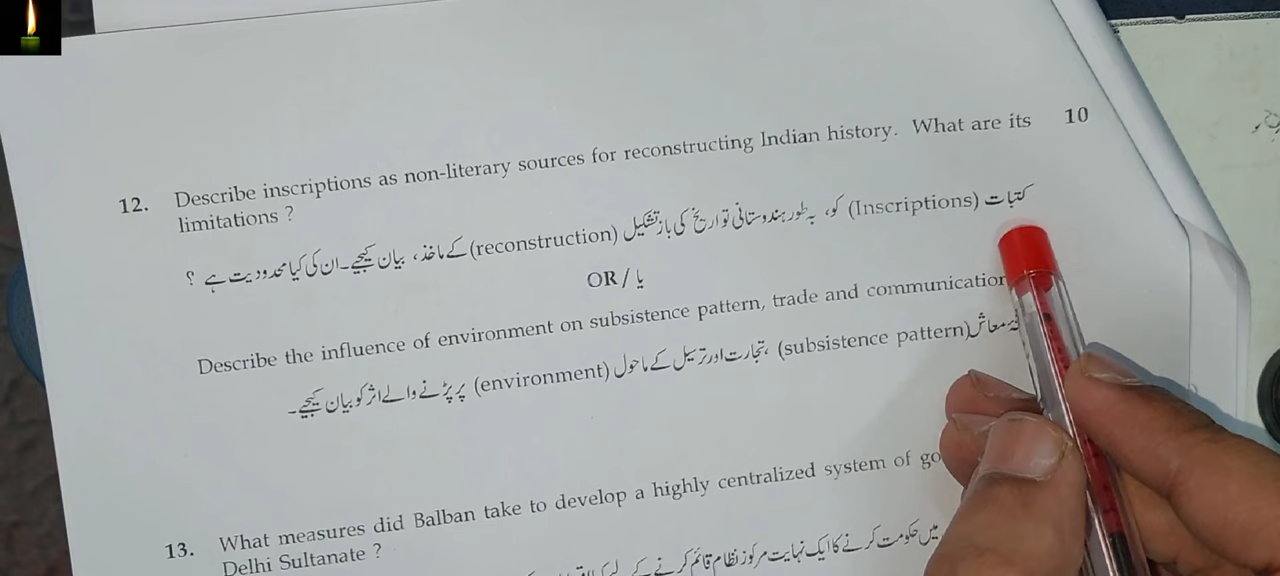 12. Describe inscriptions as non-literary sources for reconstructing Indian history. What are its 10
limitations ?
کتبات (Inscriptions) کو، بہ طور ہندوستانی تواریخ کی باز تشکیل (reconstruction) کے ماخذ، بیان کیجیے۔ ان کی کیا محدودیت ہے ؟
OR / یا
Describe the influence of environment on subsistence pattern, trade and communication
معاش (subsistence pattern)، تجارت اور ترسیل کے ماحول (environment) پر پڑنے والے اثر کو بیان کیجیے۔
13. What measures did Balban take to develop a highly centralized system of
Delhi Sultanate ?
میں حکومت کرنے کا ایک نہایت مرکوز نظام قائم کرنے کے لیے